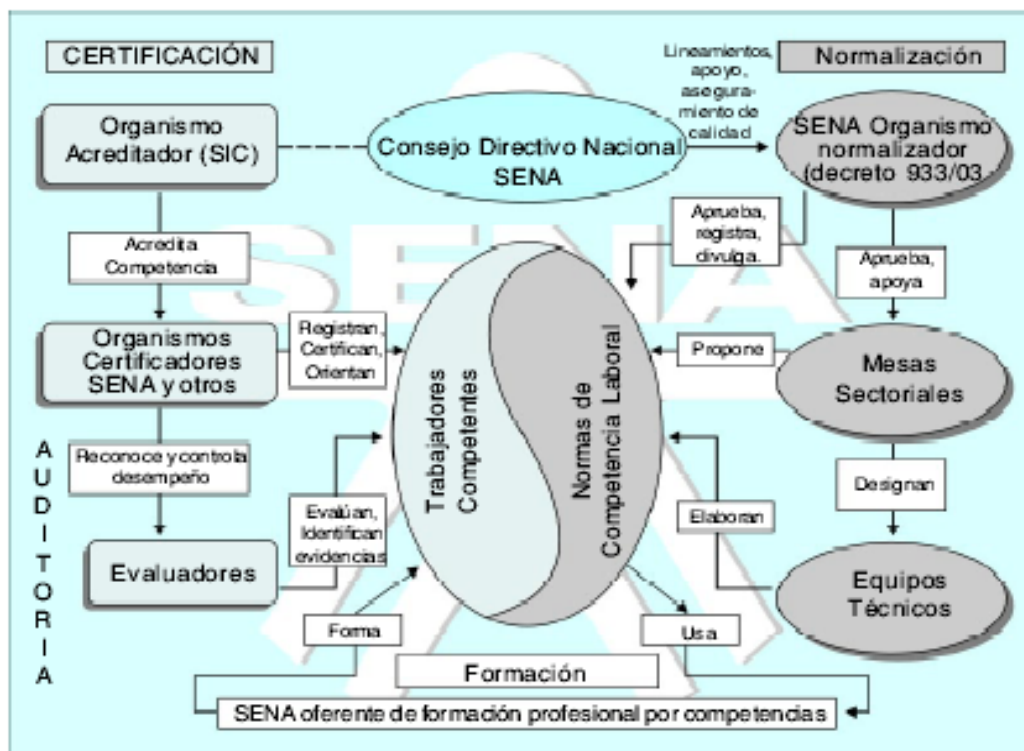 CERTIFICACIÓN
Organismo
Acreditador (SIC)
Acredita
Competencia
Organismos
Certificadores
SENA y otros
Reconoce y controla
desempeño
Evaluadores
AUDITORIA
Consejo Directivo Nacional
SENA
Lineamientos,
apoyo,
asegura-
miento de
calidad
Normalización
SENA Organismo
normalizador
(decreto 933/03
Aprueba,
registra,
divulga.
Aprueba,
apoya
Registran,
Certifican,
Orientan
Propone
Mesas
Sectoriales
Trabajadores
Competentes
Normas de
Competencia Laboral
Evalúan,
Identifican
evidencias
Elaboran
Designan
Equipos
Técnicos
Forma
Usa
Formación
SENA oferente de formación profesional por competencias
SENA